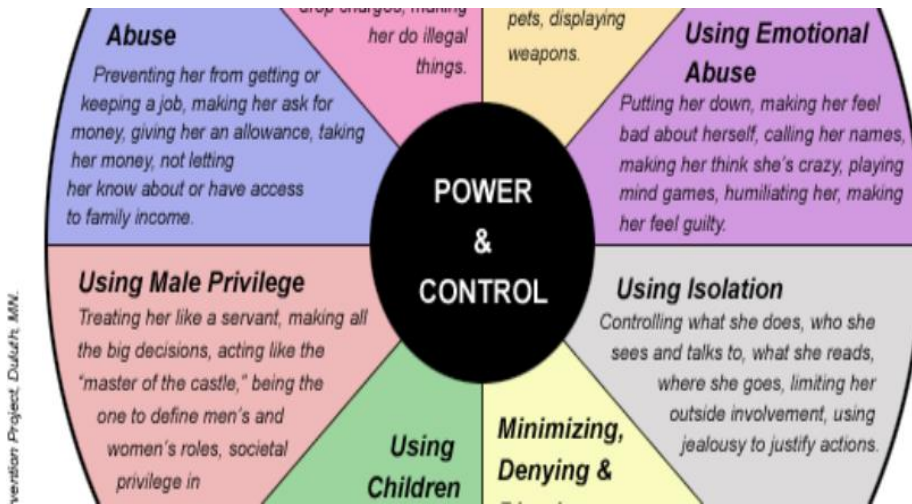 drop charges, making
her do illegal
things.
pets, displaying
weapons.
Abuse
Preventing her from getting or
keeping a job, making her ask for
money, giving her an allowance, taking
her money, not letting
her know about or have access
to family income.
Using Emotional
Abuse
Putting her down, making her feel
bad about herself, calling her names,
making her think she's crazy, playing
mind games, humiliating her, making
her feel guilty.
POWER
&
CONTROL
Using Male Privilege
Treating her like a servant, making all
the big decisions, acting like the
"master of the castle," being the
one to define men's and
women's roles, societal
privilege in
Using Isolation
Controlling what she does, who she
sees and talks to, what she reads,
where she goes, limiting her
outside involvement, using
jealousy to justify actions.
Using
Children
Minimizing,
Denying &
vention Project, Duluth, MN.